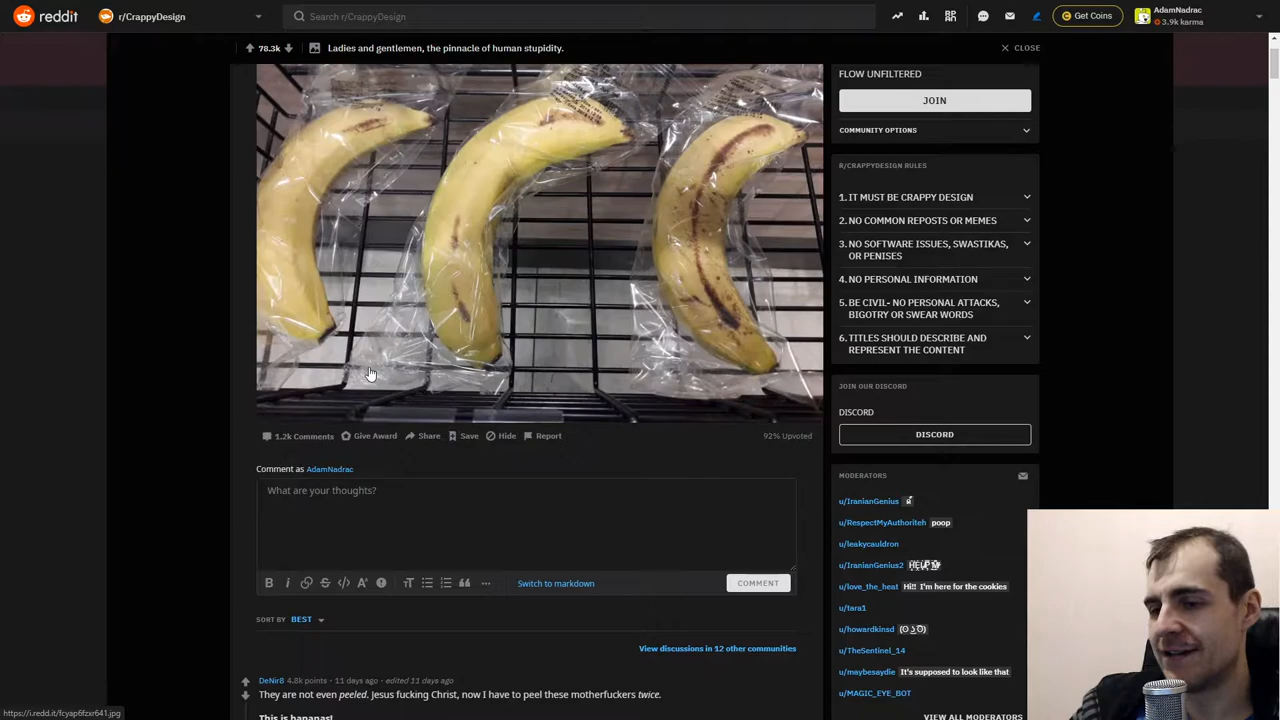 reddit
r/CrappyDesign
Search r/CrappyDesign
Get Coins
AdamNadrac
3.9k karma
78.3k
Ladies and gentlemen, the pinnacle of human stupidity.
CLOSE
FLOW UNFILTERED
JOIN
COMMUNITY OPTIONS
R/CRAPPYDESIGN RULES
1. IT MUST BE CRAPPY DESIGN
2. NO COMMON REPOSTS OR MEMES
3. NO SOFTWARE ISSUES, SWASTIKAS,
OR PENISES
4. NO PERSONAL INFORMATION
5. BE CIVIL- NO PERSONAL ATTACKS,
BIGOTRY OR SWEAR WORDS
6. TITLES SHOULD DESCRIBE AND
REPRESENT THE CONTENT
JOIN OUR DISCORD
DISCORD
DISCORD
1.2k Comments
Give Award
Share
Save
Hide
Report
92% Upvoted
Comment as AdamNadrac
What are your thoughts?
B i
Switch to markdown
COMMENT
SORT BY BEST
View discussions in 12 other communities
DeNir8 4.8k points · 11 days ago · edited 11 days ago
They are not even peeled. Jesus fucking Christ, now I have to peel these motherfuckers twice.
This is bananas!
MODERATORS
u/IranianGenius
u/RespectMyAuthoriteh poop
u/leakycauldron
u/IranianGenius2
u/love_the_heat Hi!! I'm here for the cookies
u/tara1
u/howardkinsd
u/TheSentinel_14
u/maybesaydie It's supposed to look like that
u/MAGIC_EYE_BOT
VIEW ALL MODERATORS
https://i.redd.it/fcyap6fzxr641.jpg